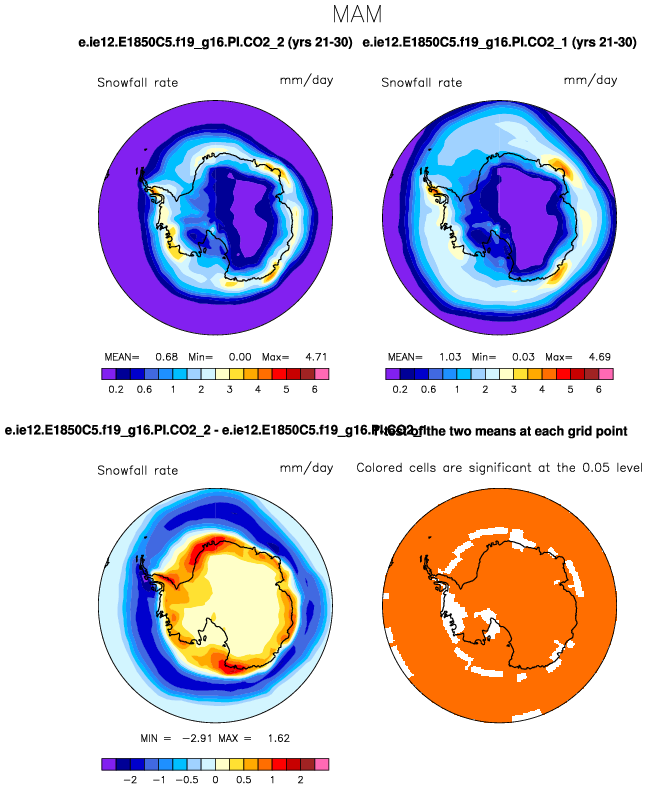 MAM
e.ie12.E1850C5.f19_g16.PI.CO2_2 (yrs 21-30) e.ie12.E1850C5.f19_g16.PI.CO2_1 (yrs 21-30)
Snowfall rate mm/day Snowfall rate mm/day
MEAN= 0.68 Min= 0.00 Max= 4.71 MEAN= 1.03 Min= 0.03 Max= 4.69
0.2 0.6 1 2 3 4 5 6 0.2 0.6 1 2 3 4 5 6
e.ie12.E1850C5.f19_g16.PI.CO2_2 - e.ie12.E1850C5.f19_g16.PI.CO2_1
T-test of the two means at each grid point
Snowfall rate mm/day Colored cells are significant at the 0.05 level
MIN = -2.91 MAX = 1.62
-2 -1 -0.5 0 0.5 1 2